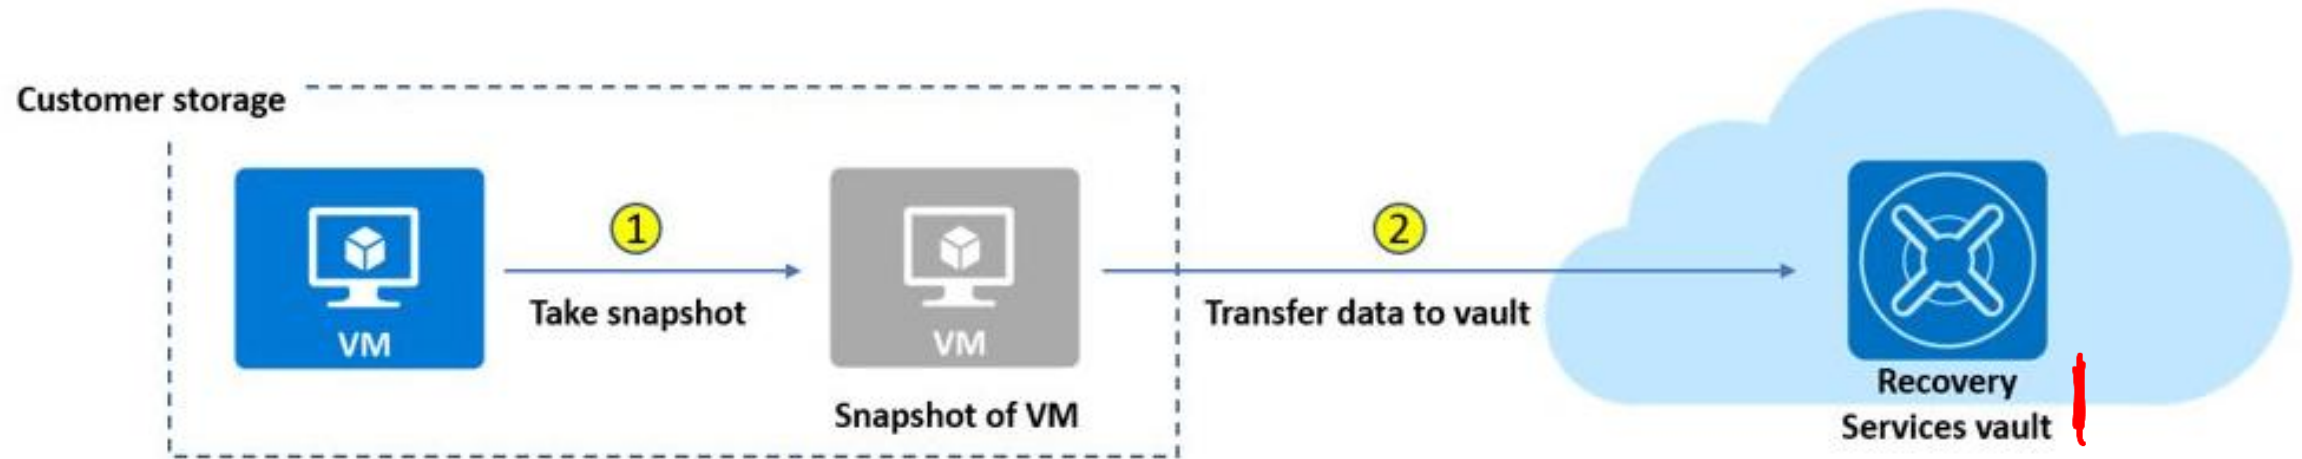 Customer storage
VM
1
Take snapshot
VM
Snapshot of VM
2
Transfer data to vault
Recovery
Services vault